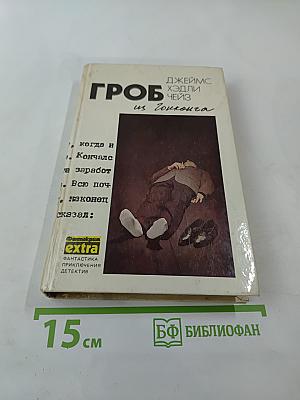 ДЖЕЙМС
ХЭДЛИ
ЧЕЙЗ
ГРОБ
из Гонконга
, когда и
. Кончалс
заработ
. Всю поч-
, наконец
сказал:
extra
ФАНТАСТИКА
ПРИКЛЮЧЕНИЯ
ДЕТЕКТИВ
15 см
БФ БИБЛИОФАН